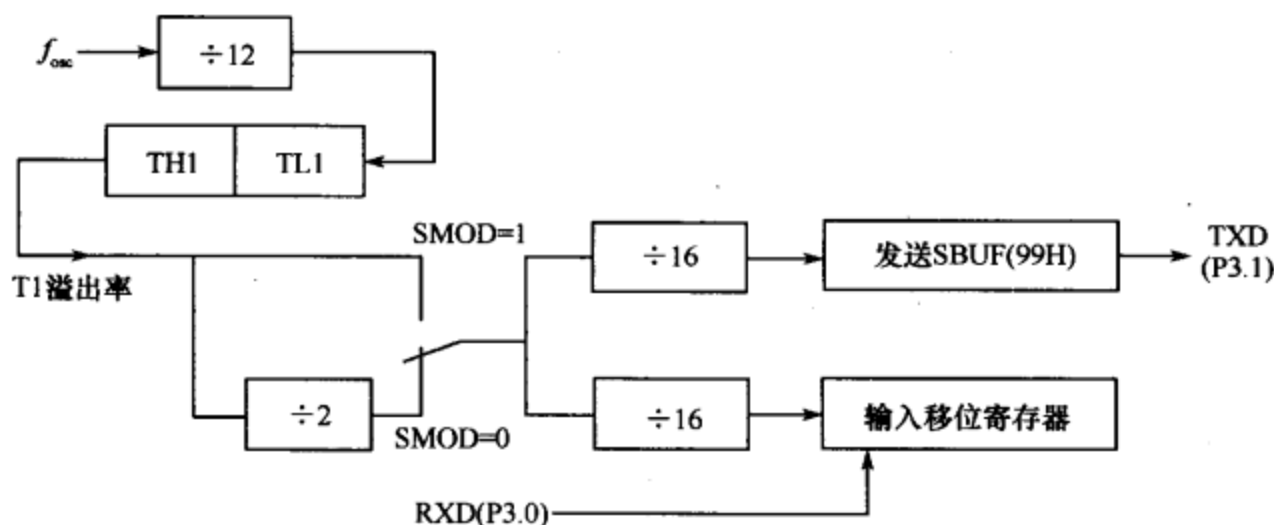 fosc
÷12
TH1
TL1
T1溢出率
SMOD=1
÷16
发送SBUF(99H)
TXD
(P3.1)
÷2
SMOD=0
÷16
输入移位寄存器
RXD(P3.0)